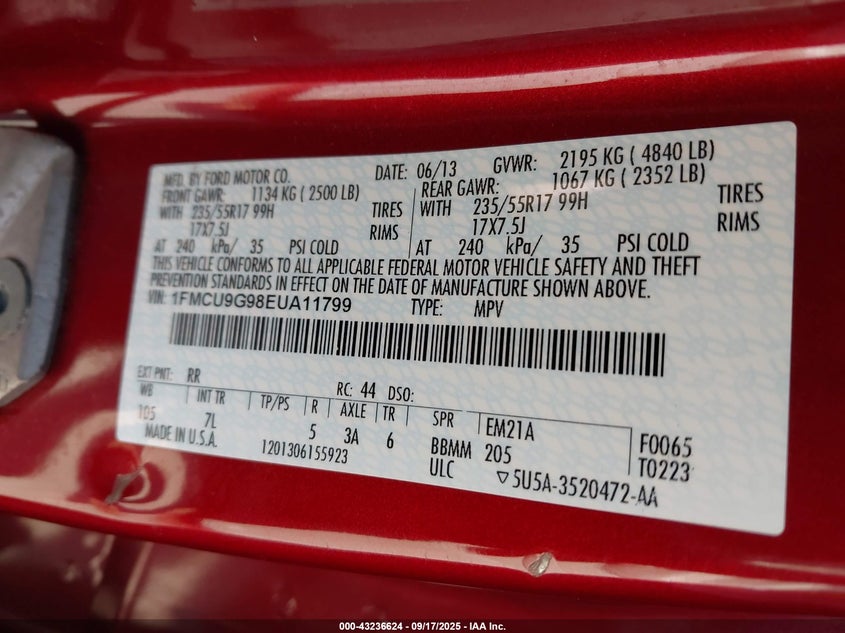 MFD. BY FORD MOTOR CO. DATE: 06/13 GVWR: 2195 KG ( 4840 LB)
FRONT GAWR: 1134 KG ( 2500 LB) REAR GAWR: 1067 KG ( 2352 LB)
WITH 235/55R17 99H TIRES WITH 235/55R17 99H TIRES
17X7.5J RIMS 17X7.5J RIMS
AT 240 kPa/ 35 PSI COLD AT 240 kPa/ 35 PSI COLD
THIS VEHICLE CONFORMS TO ALL APPLICABLE FEDERAL MOTOR VEHICLE SAFETY AND THEFT
PREVENTION STANDARDS IN EFFECT ON THE DATE OF MANUFACTURE SHOWN ABOVE.
VIN: 1FMCU9G98EUA11799 TYPE: MPV
EXT PNT: RR RC: 44 DSO:
WB INT TR TP/PS R AXLE TR SPR EM21A F0065
105 7L 5 3A 6 BBMM 205 T0223
MADE IN U.S.A. 1201306155923 ULC 5U5A-3520472-AA
000-43236624 - 09/17/2025 - IAA Inc.